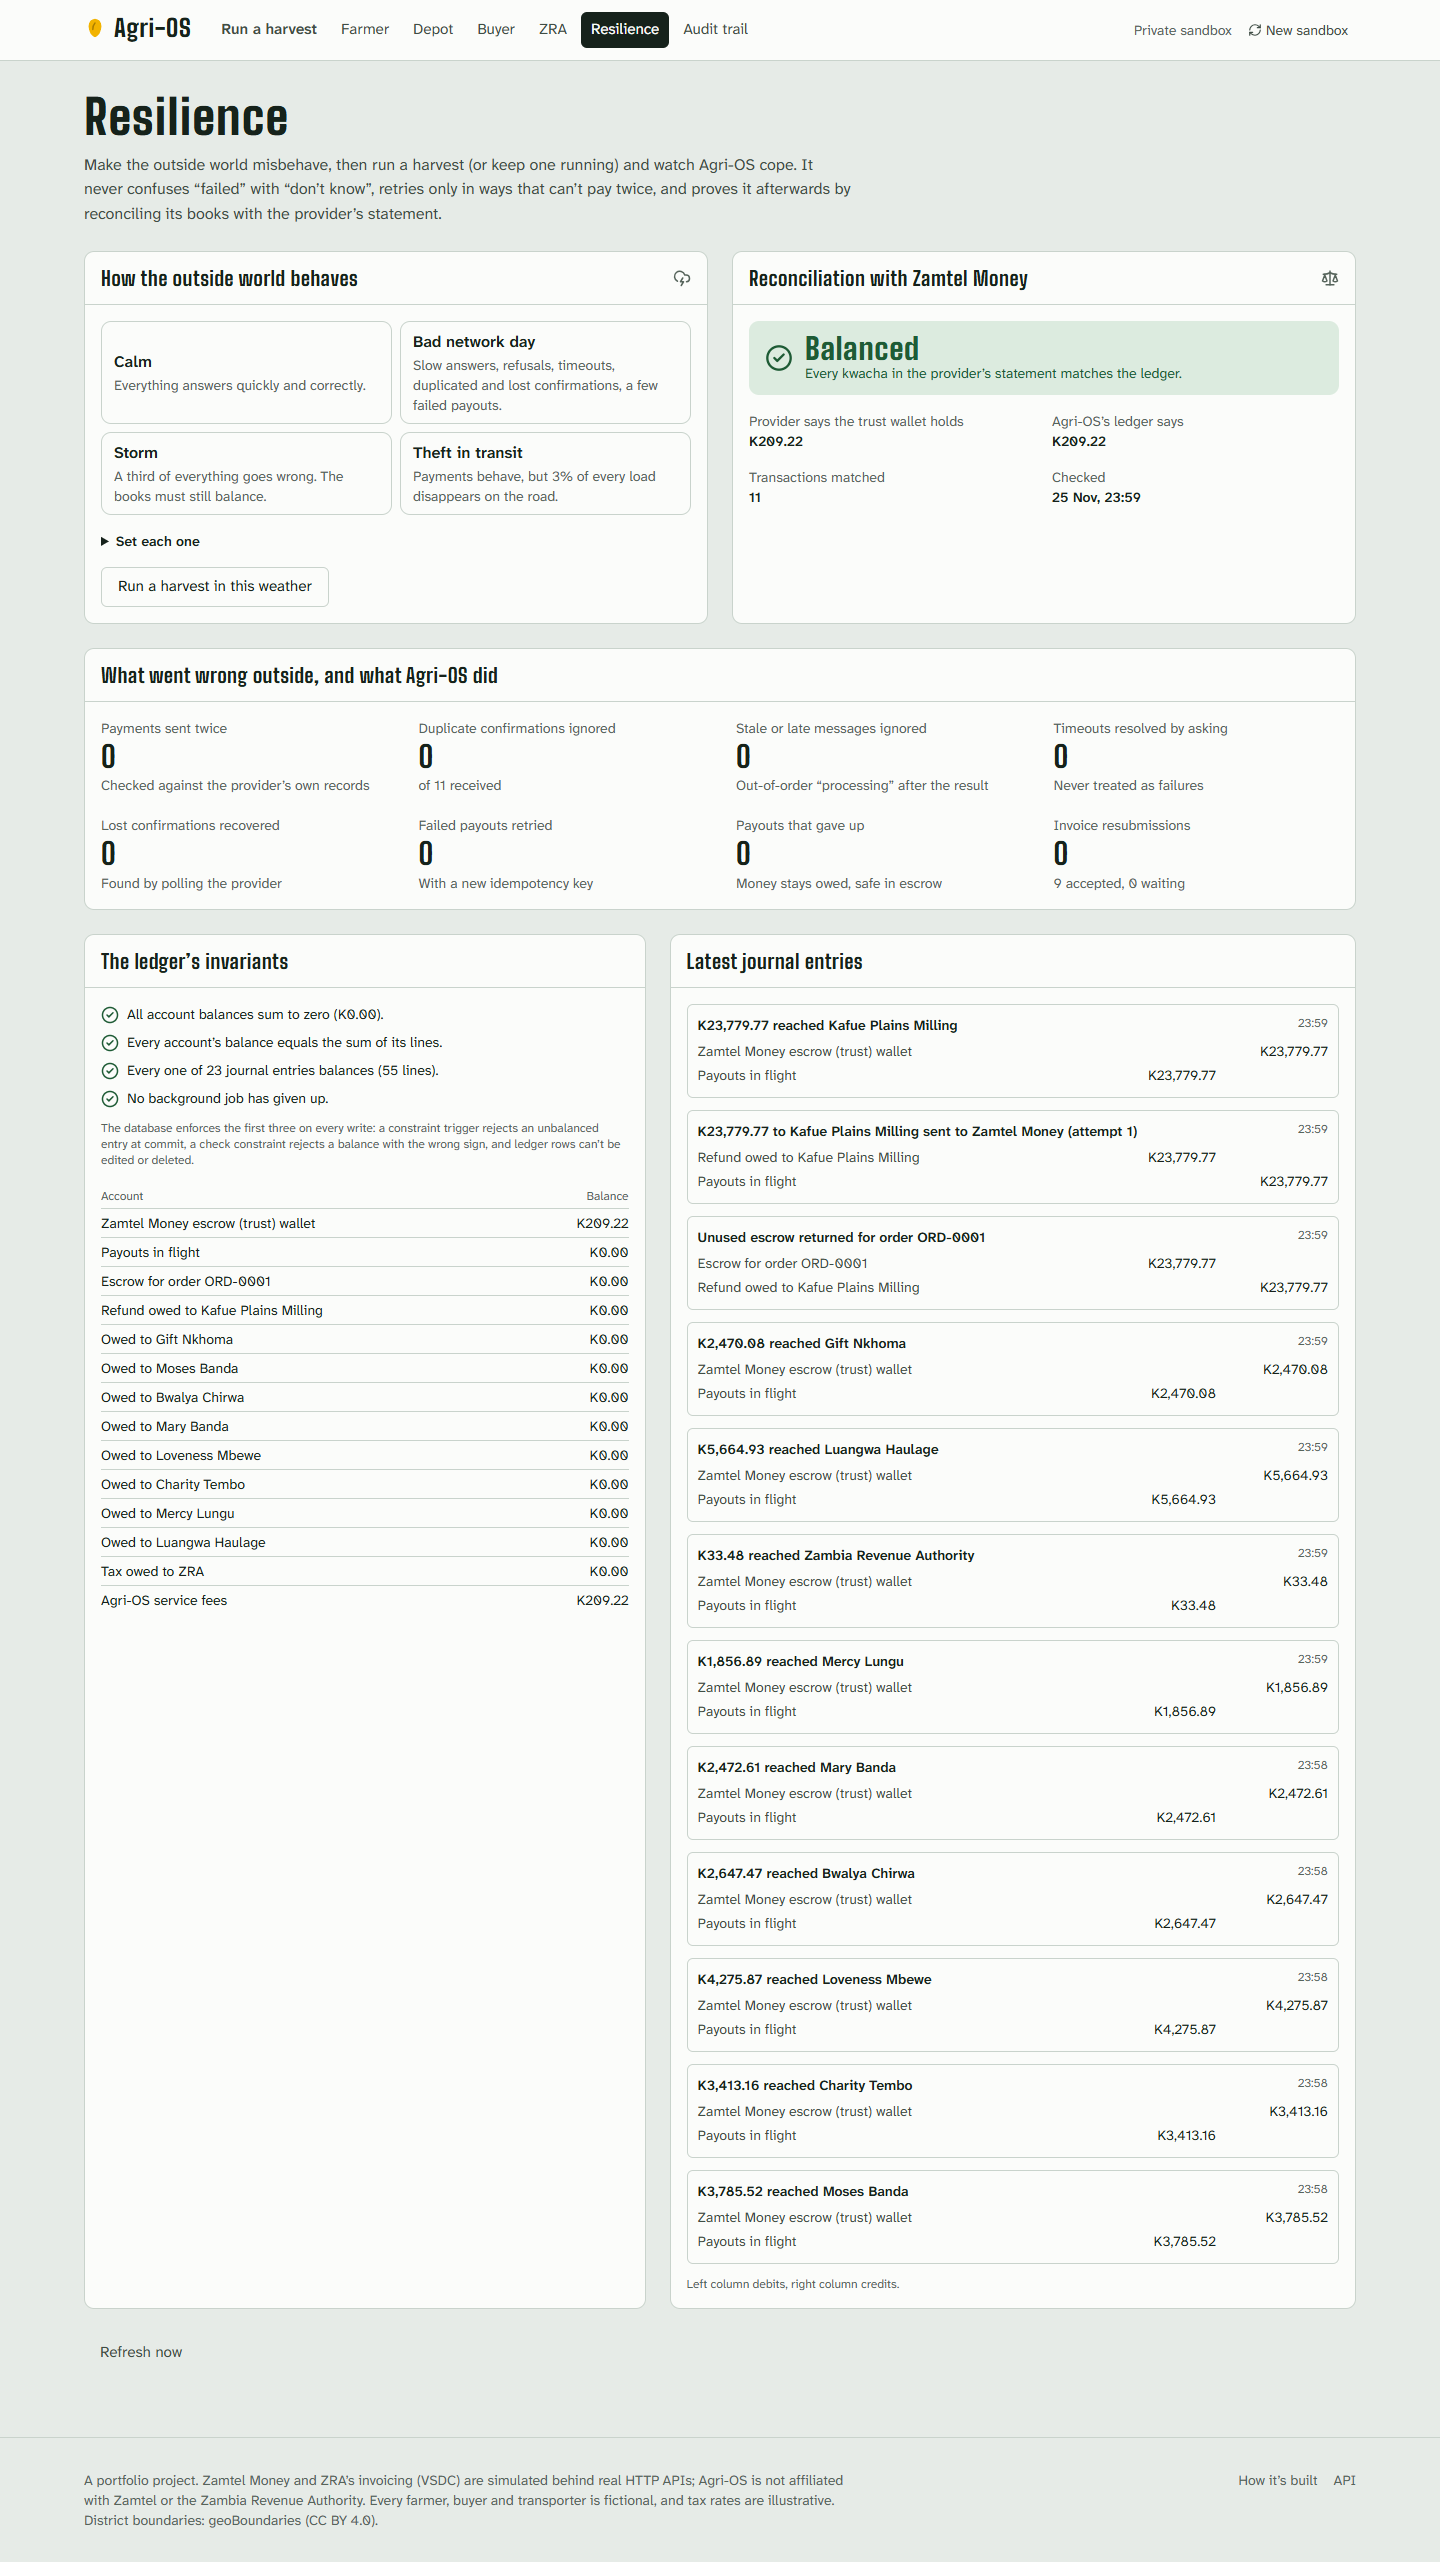 Agri-OS
Run a harvest
Farmer
Depot
Buyer
ZRA
Resilience
Audit trail
Private sandbox
New sandbox
Resilience
Make the outside world misbehave, then run a harvest (or keep one running) and watch Agri-OS cope. It
never confuses “failed” with “don’t know”, retries only in ways that can’t pay twice, and proves it afterwards by
reconciling its books with the provider’s statement.
How the outside world behaves
Calm
Everything answers quickly and correctly.
Bad network day
Slow answers, refusals, timeouts,
duplicated and lost confirmations, a few
failed payouts.
Storm
A third of everything goes wrong. The
books must still balance.
Theft in transit
Payments behave, but 3% of every load
disappears on the road.
Set each one
Run a harvest in this weather
Reconciliation with Zamtel Money
Balanced
Every kwacha in the provider’s statement matches the ledger.
Provider says the trust wallet holds
K209.22
Agri-OS’s ledger says
K209.22
Transactions matched
11
Checked
25 Nov, 23:59
What went wrong outside, and what Agri-OS did
Payments sent twice
0
Checked against the provider’s own records
Duplicate confirmations ignored
0
of 11 received
Stale or late messages ignored
0
Out-of-order “processing” after the result
Timeouts resolved by asking
0
Never treated as failures
Lost confirmations recovered
0
Found by polling the provider
Failed payouts retried
0
With a new idempotency key
Payouts that gave up
0
Money stays owed, safe in escrow
Invoice resubmissions
0
9 accepted, 0 waiting
The ledger’s invariants
All account balances sum to zero (K0.00).
Every account’s balance equals the sum of its lines.
Every one of 23 journal entries balances (55 lines).
No background job has given up.
The database enforces the first three on every write: a constraint trigger rejects an unbalanced
entry at commit, a check constraint rejects a balance with the wrong sign, and ledger rows can’t be
edited or deleted.
Account Balance
Zamtel Money escrow (trust) wallet K209.22
Payouts in flight K0.00
Escrow for order ORD-0001 K0.00
Refund owed to Kafue Plains Milling K0.00
Owed to Gift Nkhoma K0.00
Owed to Moses Banda K0.00
Owed to Bwalya Chirwa K0.00
Owed to Mary Banda K0.00
Owed to Loveness Mbewe K0.00
Owed to Charity Tembo K0.00
Owed to Mercy Lungu K0.00
Owed to Luangwa Haulage K0.00
Tax owed to ZRA K0.00
Agri-OS service fees K209.22
Latest journal entries
K23,779.77 reached Kafue Plains Milling 23:59
Zamtel Money escrow (trust) wallet K23,779.77
Payouts in flight K23,779.77
K23,779.77 to Kafue Plains Milling sent to Zamtel Money (attempt 1) 23:59
Refund owed to Kafue Plains Milling K23,779.77
Payouts in flight K23,779.77
Unused escrow returned for order ORD-0001 23:59
Escrow for order ORD-0001 K23,779.77
Refund owed to Kafue Plains Milling K23,779.77
K2,470.08 reached Gift Nkhoma 23:59
Zamtel Money escrow (trust) wallet K2,470.08
Payouts in flight K2,470.08
K5,664.93 reached Luangwa Haulage 23:59
Zamtel Money escrow (trust) wallet K5,664.93
Payouts in flight K5,664.93
K33.48 reached Zambia Revenue Authority 23:59
Zamtel Money escrow (trust) wallet K33.48
Payouts in flight K33.48
K1,856.89 reached Mercy Lungu 23:59
Zamtel Money escrow (trust) wallet K1,856.89
Payouts in flight K1,856.89
K2,472.61 reached Mary Banda 23:58
Zamtel Money escrow (trust) wallet K2,472.61
Payouts in flight K2,472.61
K2,647.47 reached Bwalya Chirwa 23:58
Zamtel Money escrow (trust) wallet K2,647.47
Payouts in flight K2,647.47
K4,275.87 reached Loveness Mbewe 23:58
Zamtel Money escrow (trust) wallet K4,275.87
Payouts in flight K4,275.87
K3,413.16 reached Charity Tembo 23:58
Zamtel Money escrow (trust) wallet K3,413.16
Payouts in flight K3,413.16
K3,785.52 reached Moses Banda 23:58
Zamtel Money escrow (trust) wallet K3,785.52
Payouts in flight K3,785.52
Left column debits, right column credits.
Refresh now
A portfolio project. Zamtel Money and ZRA’s invoicing (VSDC) are simulated behind real HTTP APIs; Agri-OS is not affiliated
with Zamtel or the Zambia Revenue Authority. Every farmer, buyer and transporter is fictional, and tax rates are illustrative.
District boundaries: geoBoundaries (CC BY 4.0).
How it’s built
API